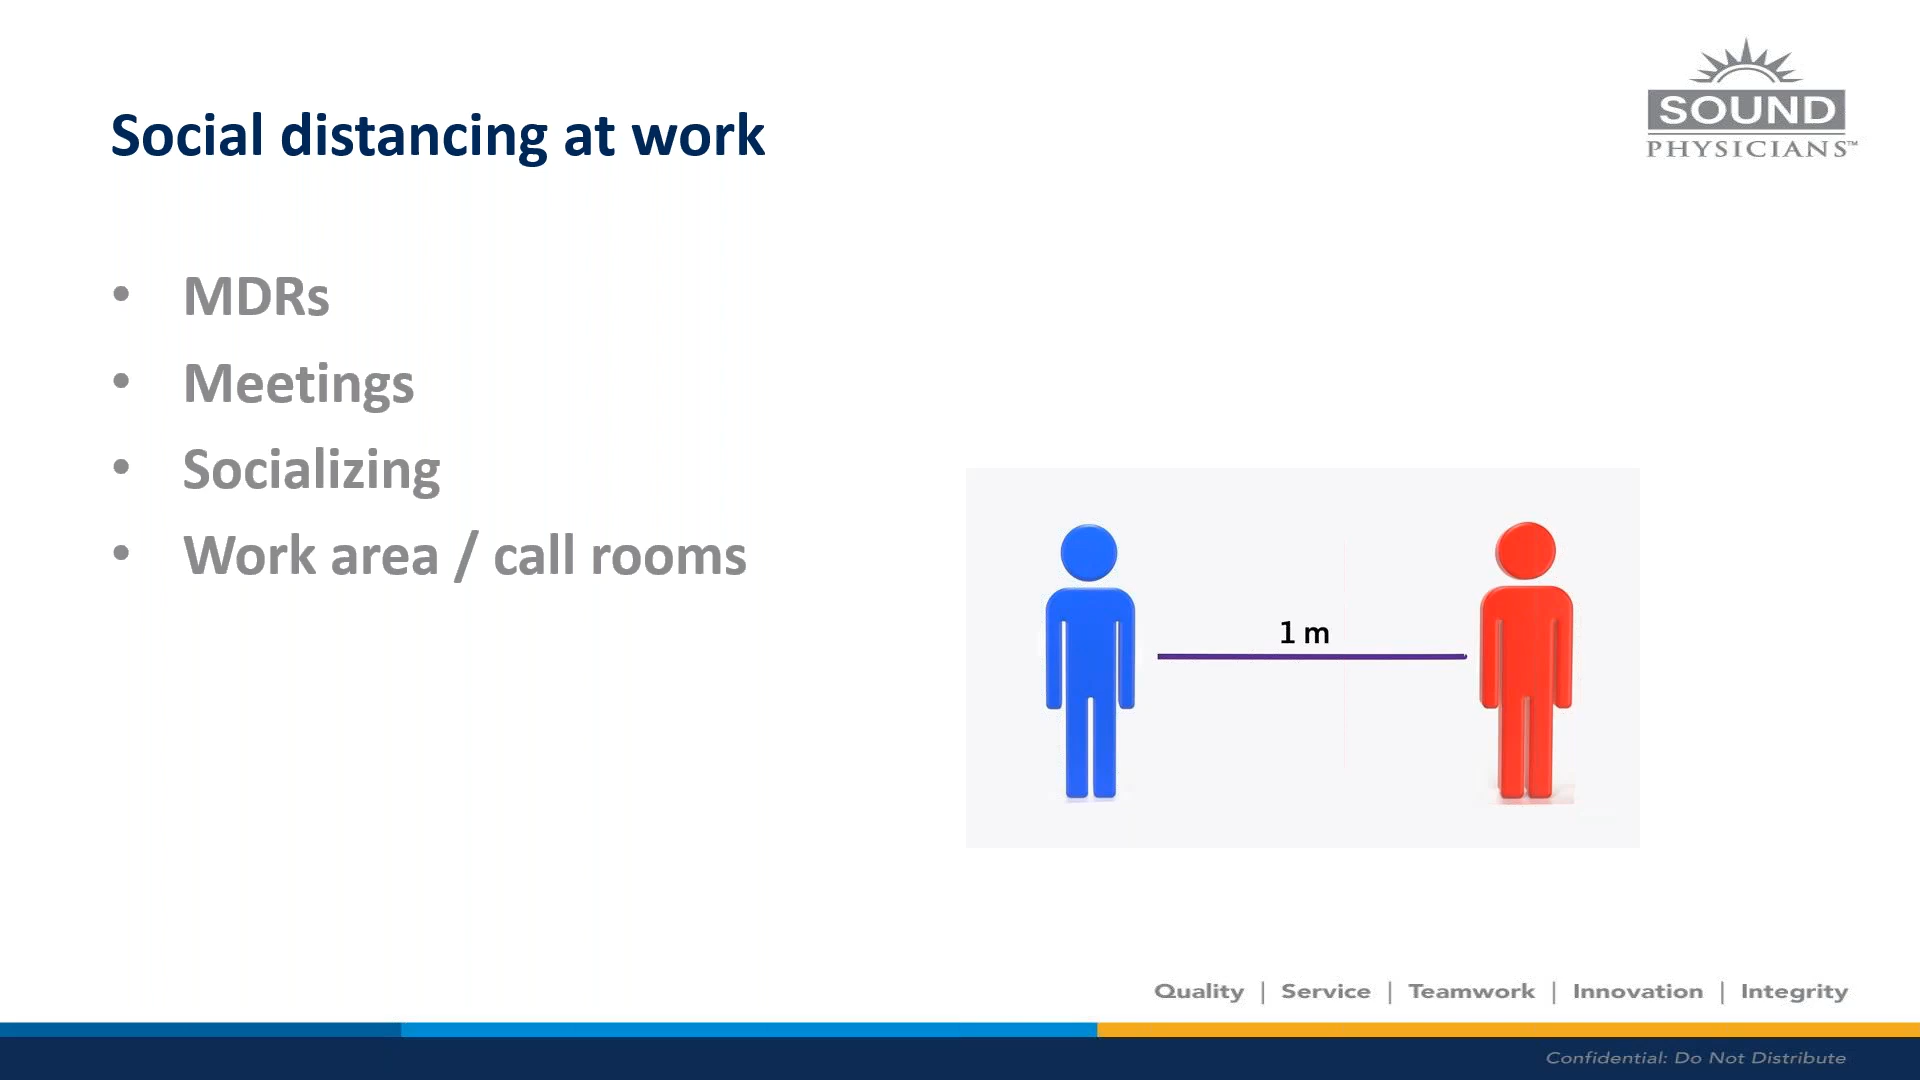 SOUND
PHYSICIANS™
Social distancing at work
• MDRs
• Meetings
• Socializing
• Work area / call rooms
1 m
Quality | Service | Teamwork | Innovation | Integrity
Confidential: Do Not Distribute